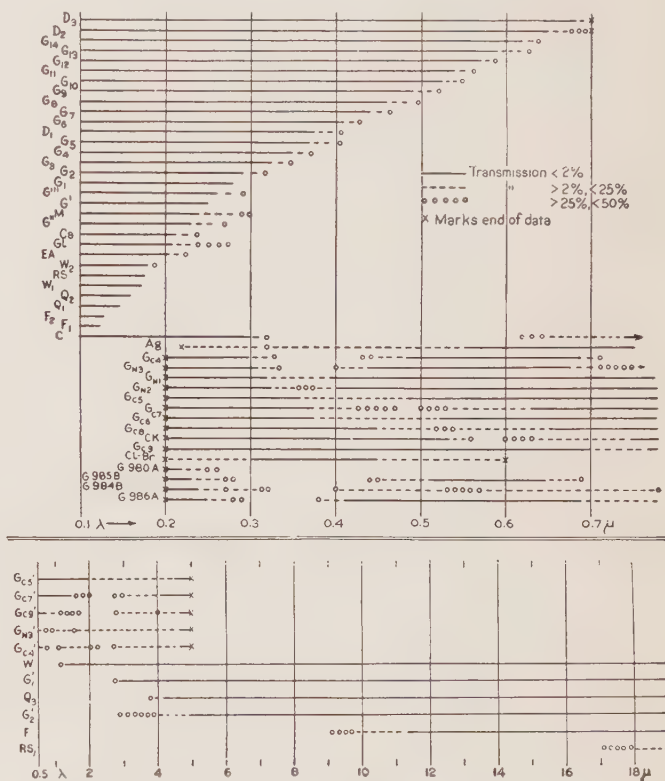 D3
D2
G14
G13
G12
G11
G10
G9
G8
G7
G6
D1
G5
G4
G3
G2
G1
G'''
G'
M
G"
CB
GL
EA
W2
RS
W1
Q2
Q1
F2
F1
C
Ag
GC4
GN3
GN1
GN2
GC5
GC7
GC6
GC8
CK
GC9
Cl-Br
G 980 A
G 985 B
G 984 B
G 986 A
Transmission < 2%
" > 2%, < 25%
> 25%, < 50%
x Marks end of data
0.1 λ → 0.2 0.3 0.4 0.5 μ 0.6 0.7
GC5'
GC7'
GC9'
GN3'
GC4'
W
G1'
Q3
G2'
F
RS1
0.5 λ 2 4 6 8 10 12 14 16 18 μ